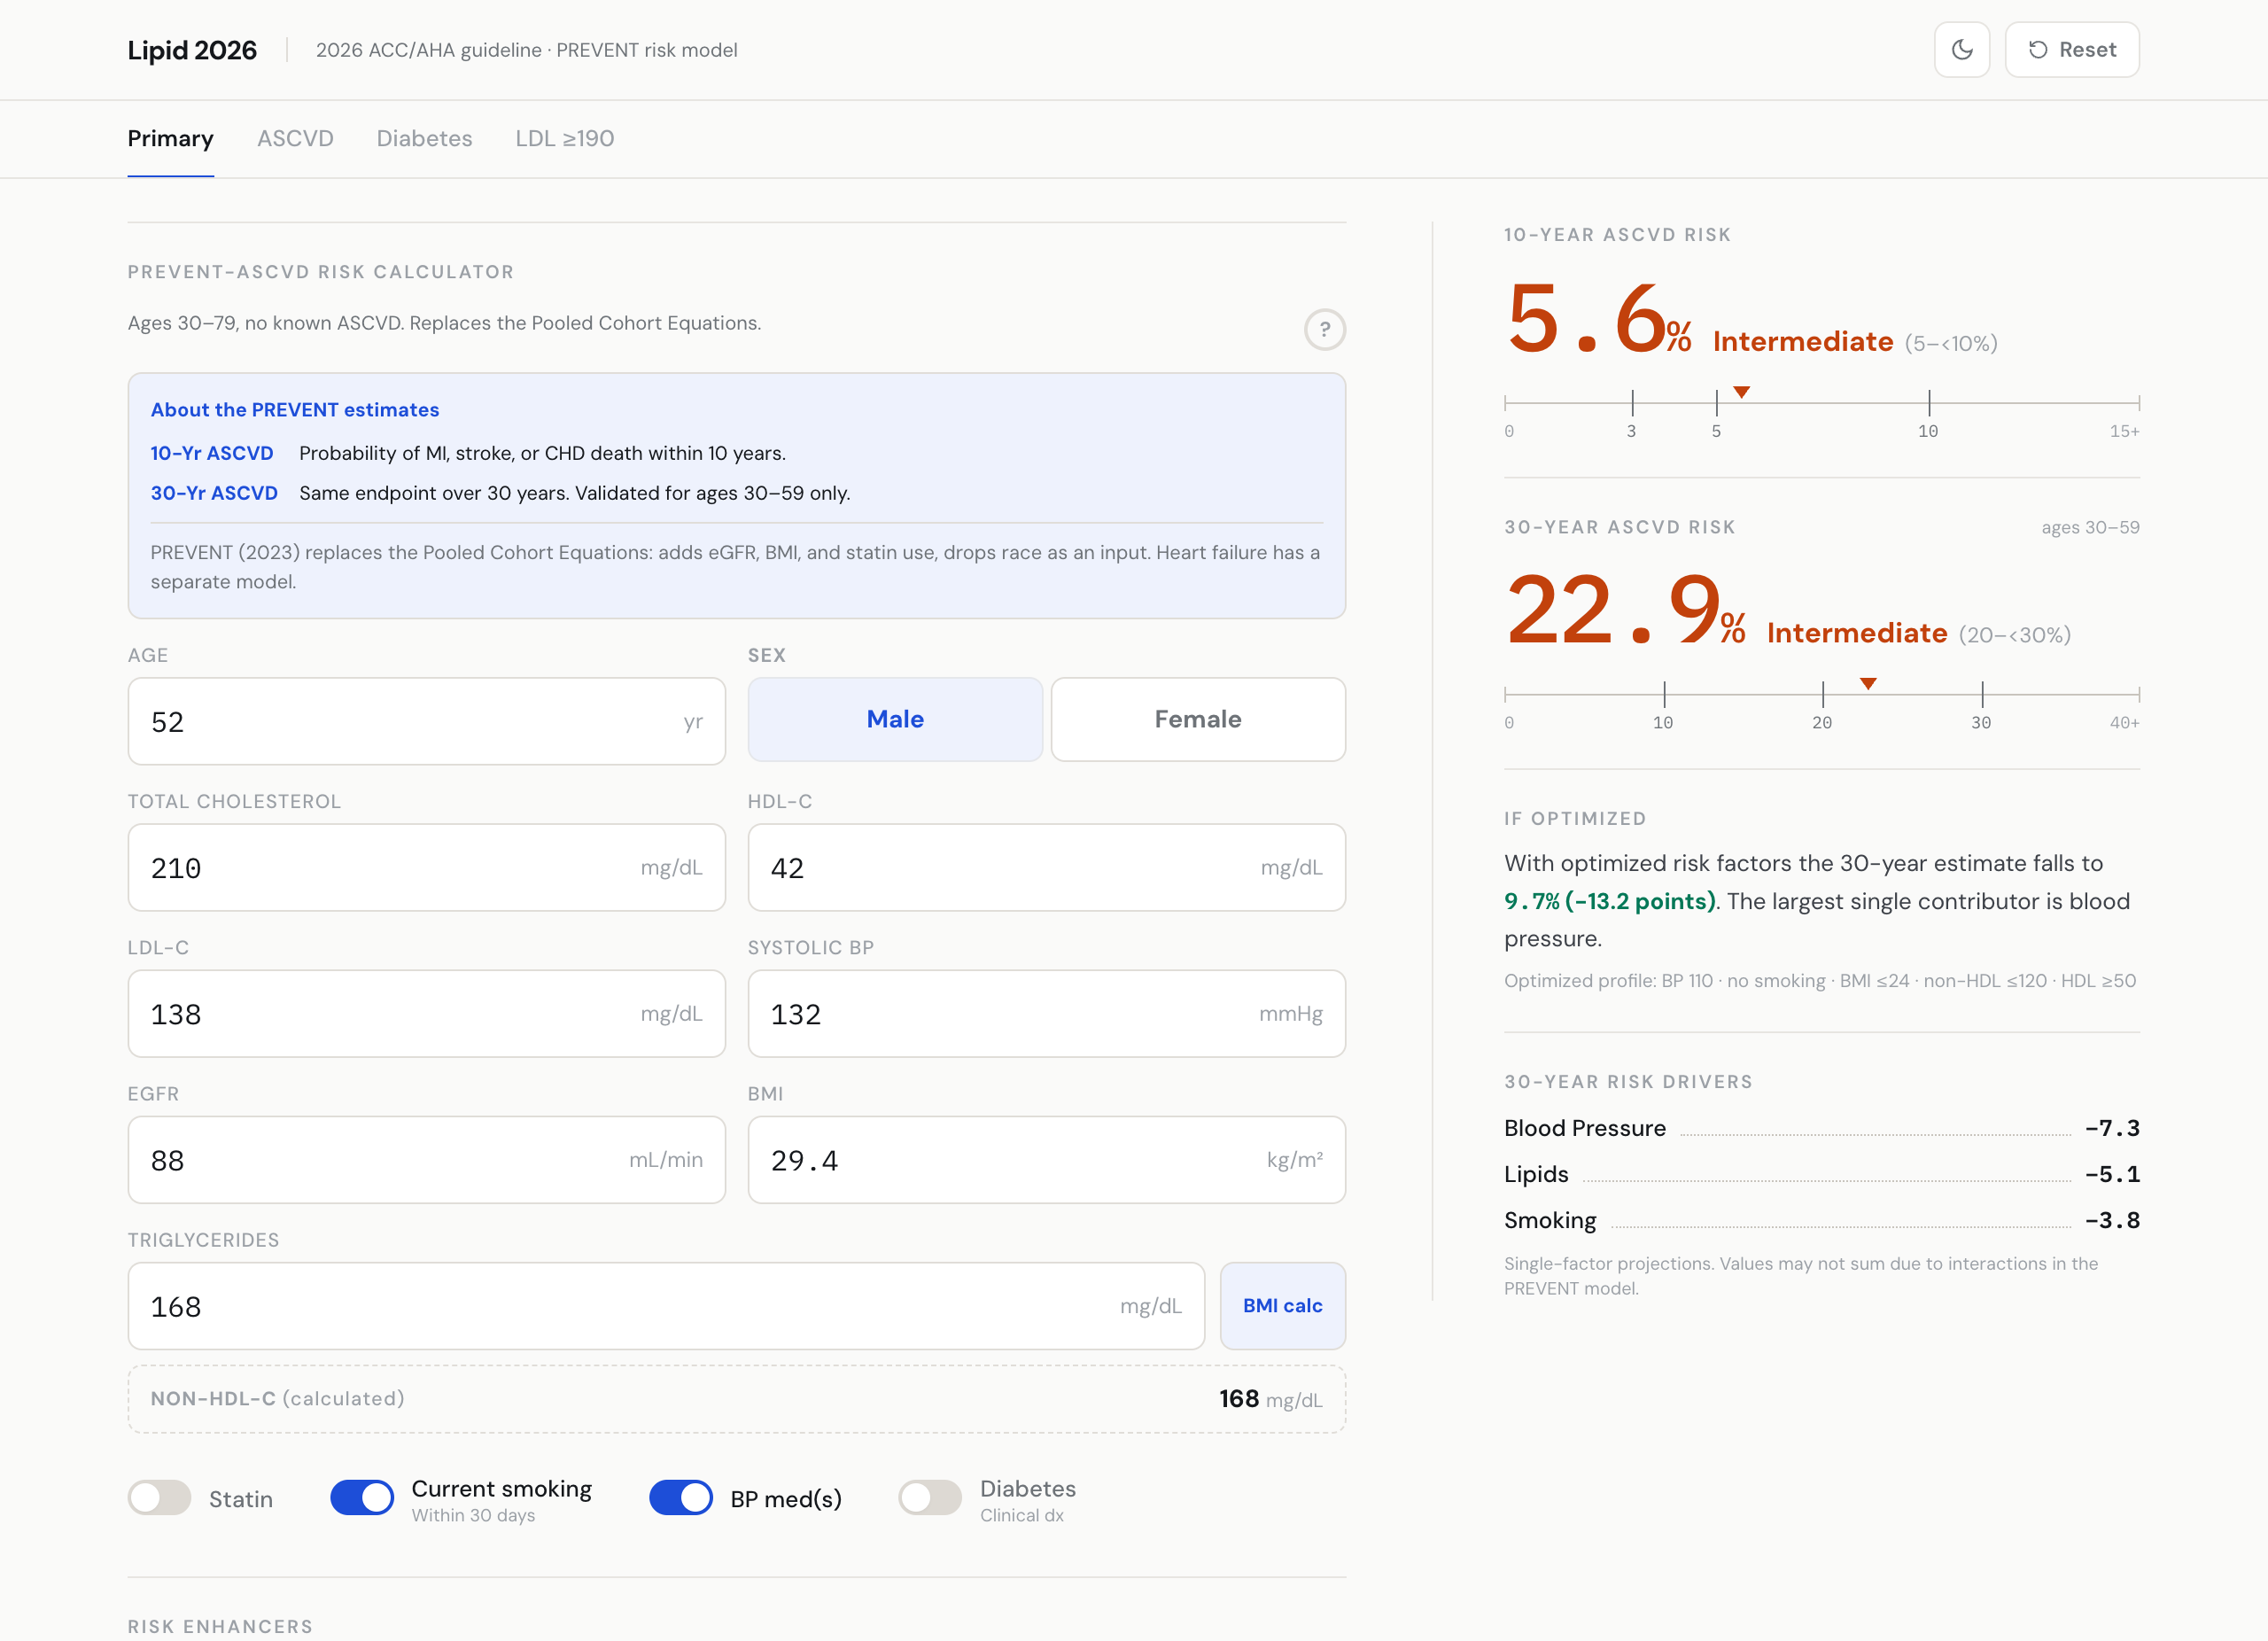 Lipid 2026
2026 ACC/AHA guideline · PREVENT risk model
Reset
Primary
ASCVD
Diabetes
LDL ≥190
PREVENT-ASCVD RISK CALCULATOR
Ages 30–79, no known ASCVD. Replaces the Pooled Cohort Equations.
?
About the PREVENT estimates
10-Yr ASCVD Probability of MI, stroke, or CHD death within 10 years.
30-Yr ASCVD Same endpoint over 30 years. Validated for ages 30–59 only.
PREVENT (2023) replaces the Pooled Cohort Equations: adds eGFR, BMI, and statin use, drops race as an input. Heart failure has a
separate model.
AGE
52 yr
SEX
Male
Female
TOTAL CHOLESTEROL
210 mg/dL
HDL-C
42 mg/dL
LDL-C
138 mg/dL
SYSTOLIC BP
132 mmHg
EGFR
88 mL/min
BMI
29.4 kg/m²
TRIGLYCERIDES
168 mg/dL
BMI calc
NON-HDL-C (calculated)
168 mg/dL
Statin
Current smoking
Within 30 days
BP med(s)
Diabetes
Clinical dx
RISK ENHANCERS
10-YEAR ASCVD RISK
5.6% Intermediate (5–<10%)
0 3 5 10 15+
30-YEAR ASCVD RISK
ages 30–59
22.9% Intermediate (20–<30%)
0 10 20 30 40+
IF OPTIMIZED
With optimized risk factors the 30-year estimate falls to
9.7% (−13.2 points). The largest single contributor is blood
pressure.
Optimized profile: BP 110 · no smoking · BMI ≤24 · non-HDL ≤120 · HDL ≥50
30-YEAR RISK DRIVERS
Blood Pressure −7.3
Lipids −5.1
Smoking −3.8
Single-factor projections. Values may not sum due to interactions in the
PREVENT model.